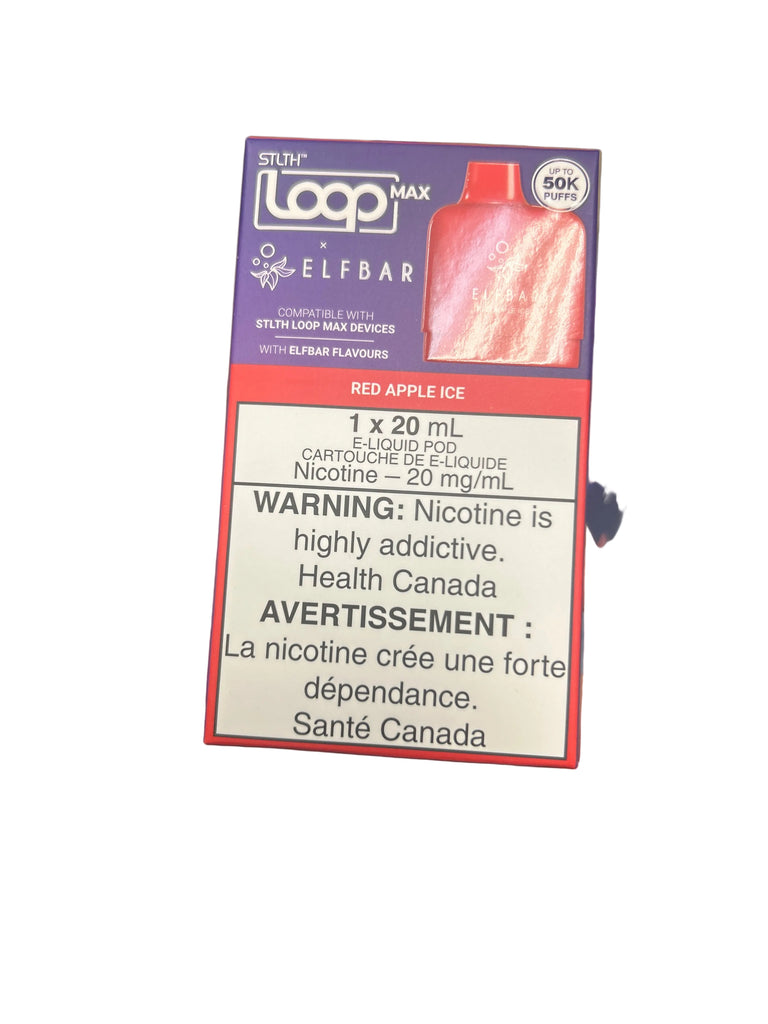 STLTH™
Loop MAX
x
ELFBAR
COMPATIBLE WITH
STLTH LOOP MAX DEVICES
WITH ELFBAR FLAVOURS
UP TO
50K
PUFFS
ELFBAR
RED APPLE ICE
1 x 20 mL
E-LIQUID POD
CARTOUCHE DE E-LIQUIDE
Nicotine – 20 mg/mL
WARNING: Nicotine is
highly addictive.
Health Canada
AVERTISSEMENT :
La nicotine crée une forte
dépendance.
Santé Canada